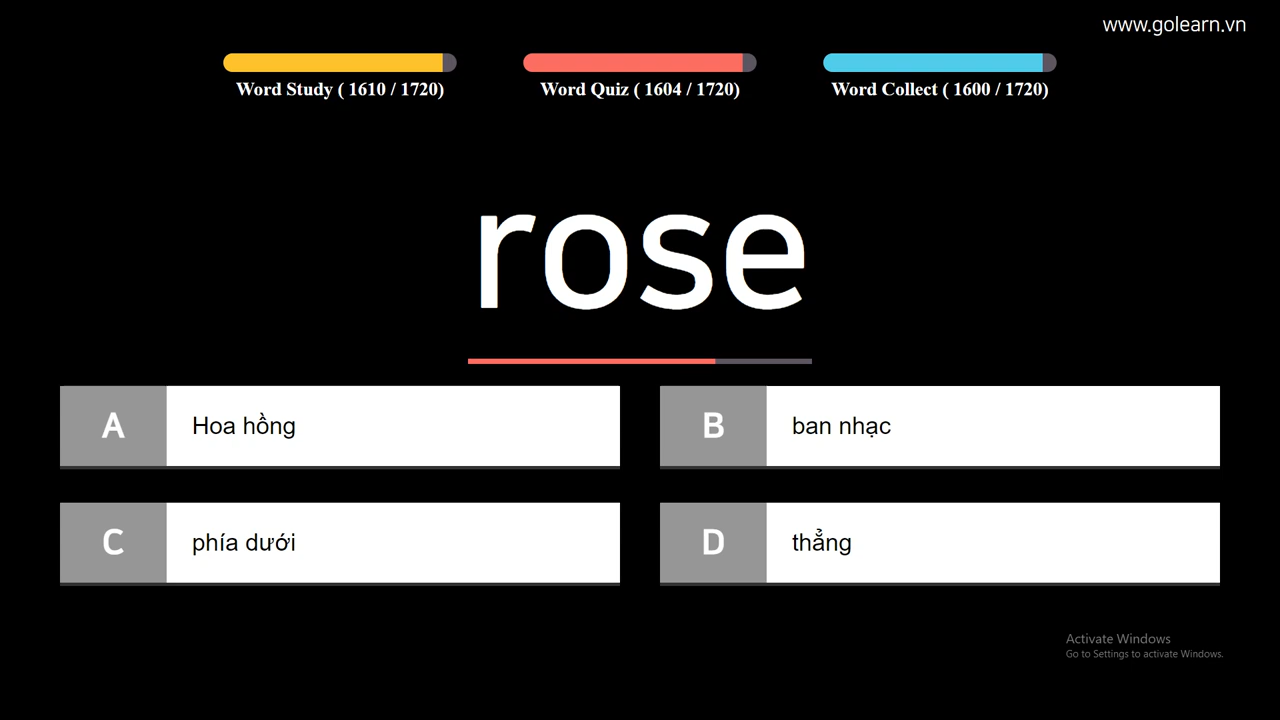 www.golearn.vn
Word Study ( 1610 / 1720)
Word Quiz ( 1604 / 1720)
Word Collect ( 1600 / 1720)
rose
A Hoa hồng
B ban nhạc
C phía dưới
D thẳng
Activate Windows
Go to Settings to activate Windows.